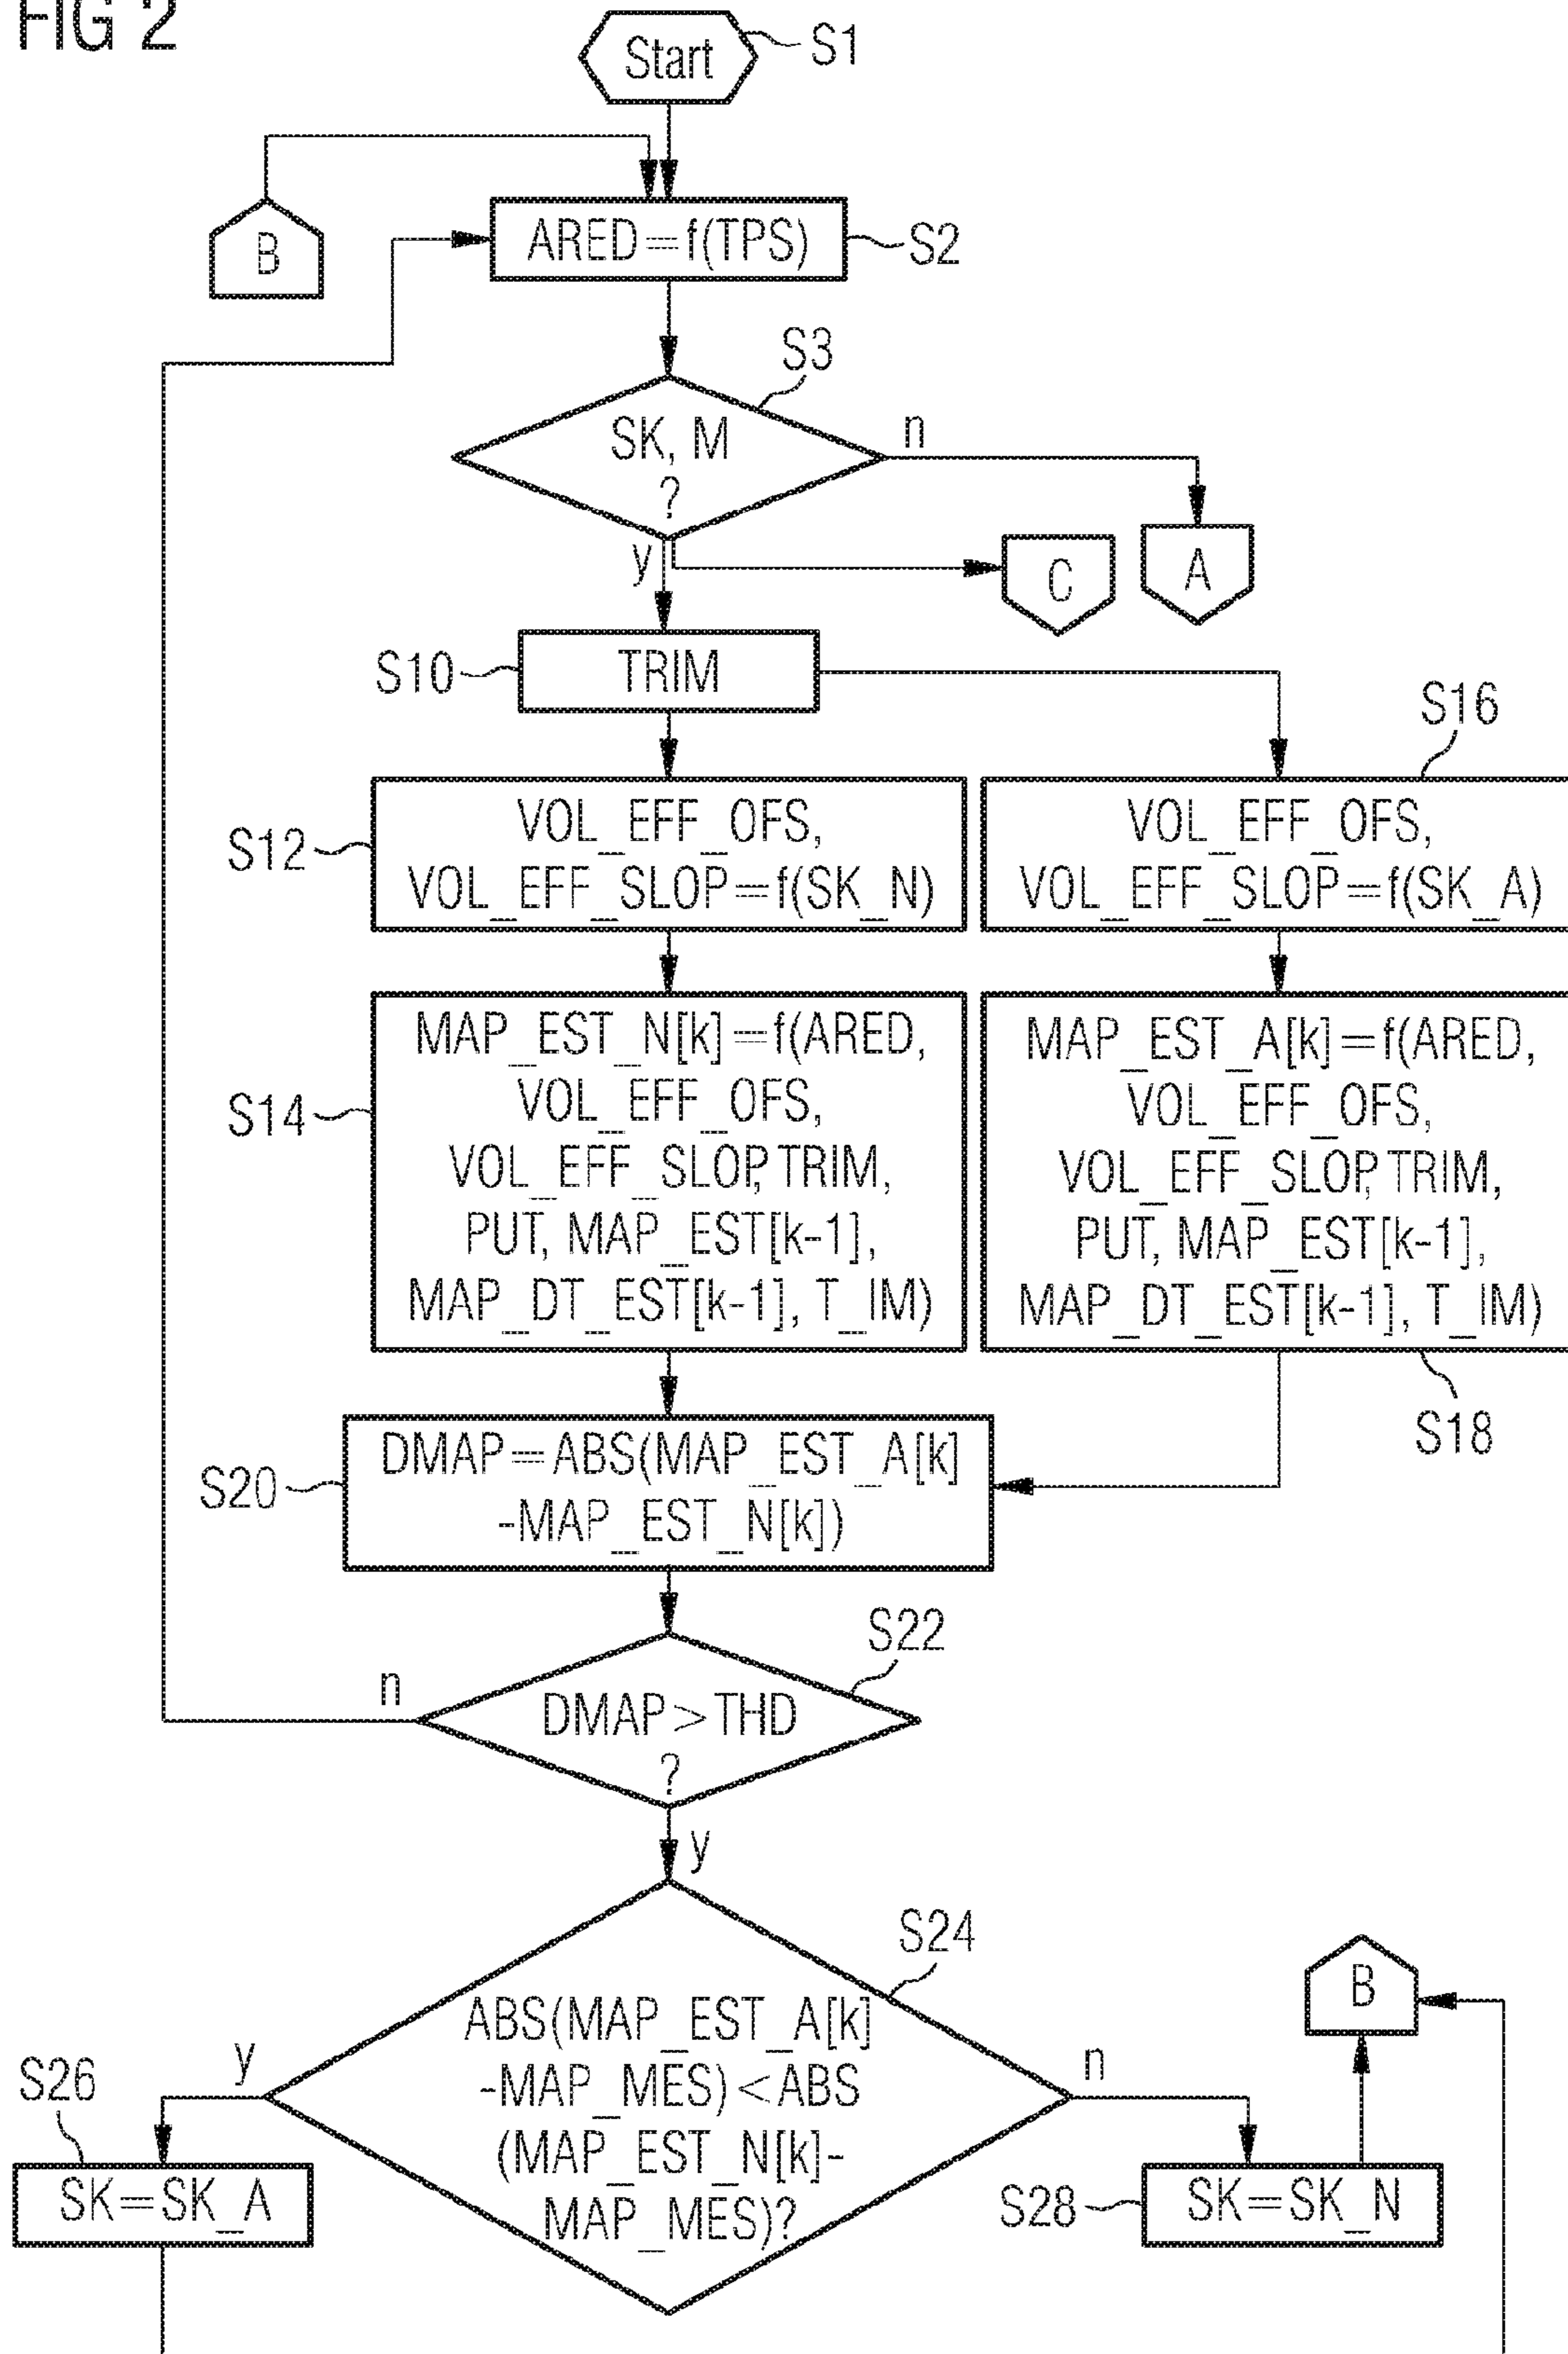 FIG 2
Start
S1
B
ARED=f(TPS)
S2
S3
SK, M
?
n
y
C
A
S10
TRIM
S16
S12
VOL_EFF_OFS,
VOL_EFF_SLOP=f(SK_N)
VOL_EFF_OFS,
VOL_EFF_SLOP=f(SK_A)
S14
MAP_EST_N[k]=f(ARED,
VOL_EFF_OFS,
VOL_EFF_SLOP,TRIM,
PUT, MAP_EST[k-1],
MAP_DT_EST[k-1], T_IM)
MAP_EST_A[k]=f(ARED,
VOL_EFF_OFS,
VOL_EFF_SLOP,TRIM,
PUT, MAP_EST[k-1],
MAP_DT_EST[k-1], T_IM)
S18
S20
DMAP=ABS(MAP_EST_A[k]
-MAP_EST_N[k])
S22
n
DMAP>THD
?
y
S24
B
ABS(MAP_EST_A[k]
-MAP_MES)<ABS
(MAP_EST_N[k]-
MAP_MES)?
y
n
S26
SK=SK_A
S28
SK=SK_N